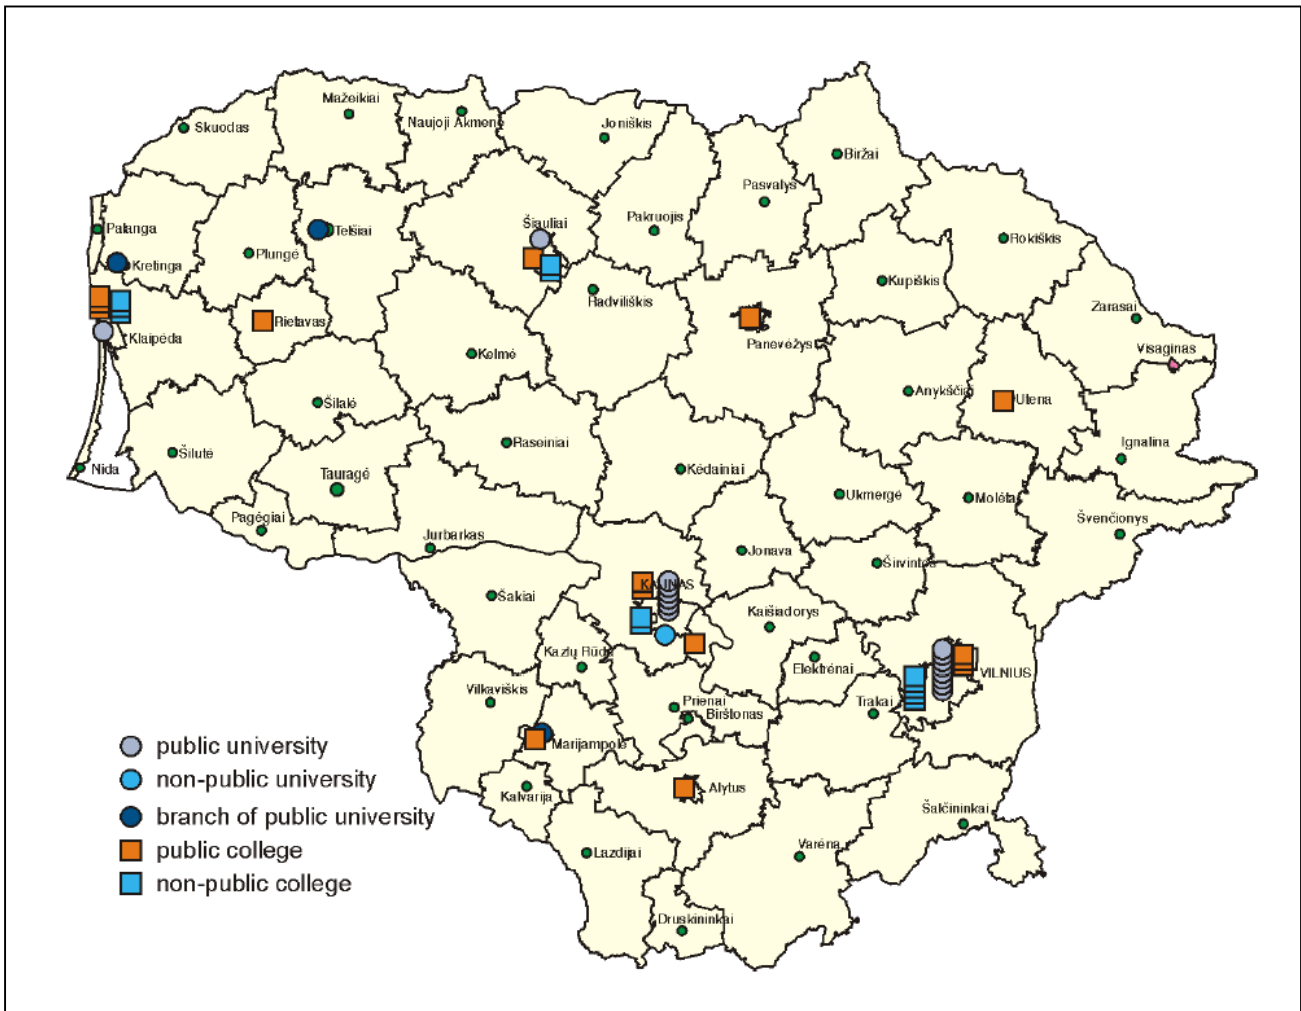 Mažeikiai
Skuodas
Naujoji Akmenė
Joniškis
Biržai
Pasvalys
Palanga
Telšiai
Šiauliai
Pakruojis
Rokiškis
Plungė
Kretinga
Kupiškis
Radviliškis
Zarasai
Rietavas
Klaipėda
Panevėžys
Visaginas
Kelmė
Šilalė
Anykščiai
Utena
Raseiniai
Ignalina
Šilutė
Nida
Tauragė
Kėdainiai
Ukmergė
Molėtai
Pagėgiai
Švenčionys
Jurbarkas
Jonava
Širvintos
KAUNAS
Šakiai
Kaišiadorys
Kazlų Rūda
Elektrėnai
VILNIUS
Vilkaviškis
Prienai
Birštonas
Trakai
Marijampolė
public university
non-public university
Kalvarija
Alytus
branch of public university
Šalčininkai
public college
Lazdijai
Varėna
non-public college
Druskininkai